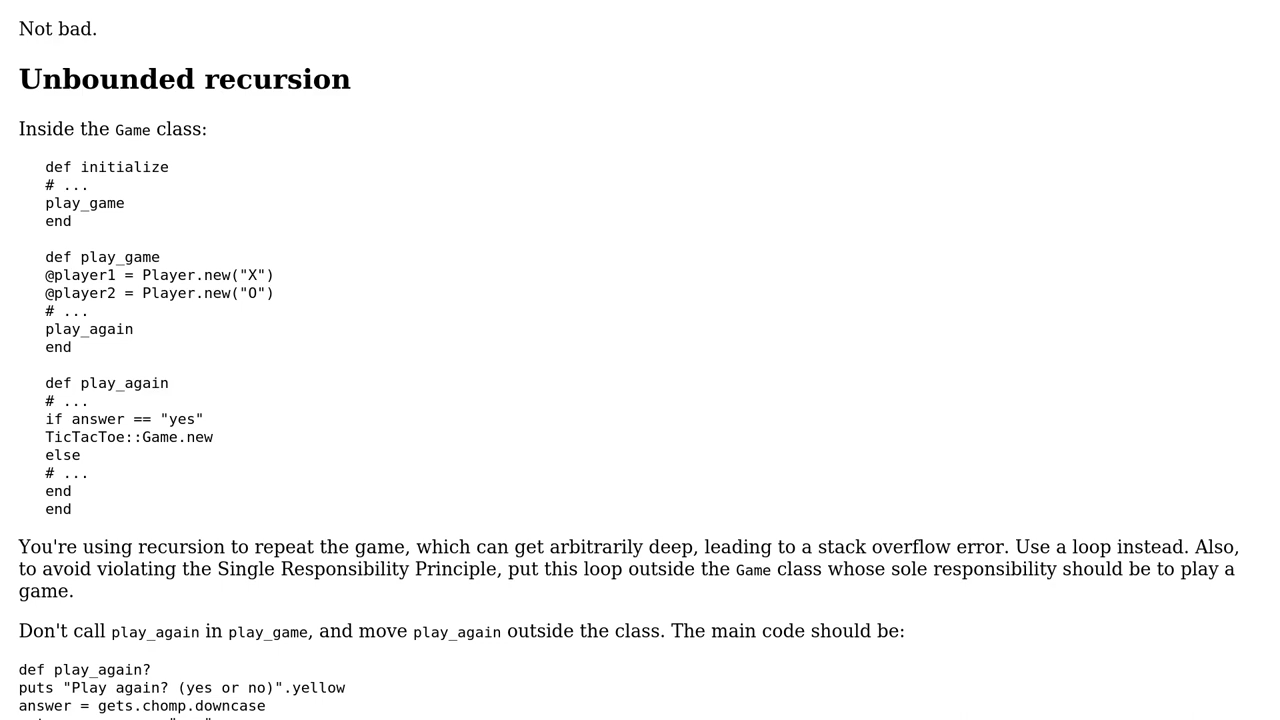 Not bad.
Unbounded recursion
Inside the Game class:
def initialize
# ...
play_game
end
def play_game
@player1 = Player.new("X")
@player2 = Player.new("O")
# ...
play_again
end
def play_again
# ...
if answer == "yes"
TicTacToe::Game.new
else
# ...
end
end
You're using recursion to repeat the game, which can get arbitrarily deep, leading to a stack overflow error. Use a loop instead. Also,
to avoid violating the Single Responsibility Principle, put this loop outside the Game class whose sole responsibility should be to play a
game.
Don't call play_again in play_game, and move play_again outside the class. The main code should be:
def play_again?
puts "Play again? (yes or no)".yellow
answer = gets.chomp.downcase